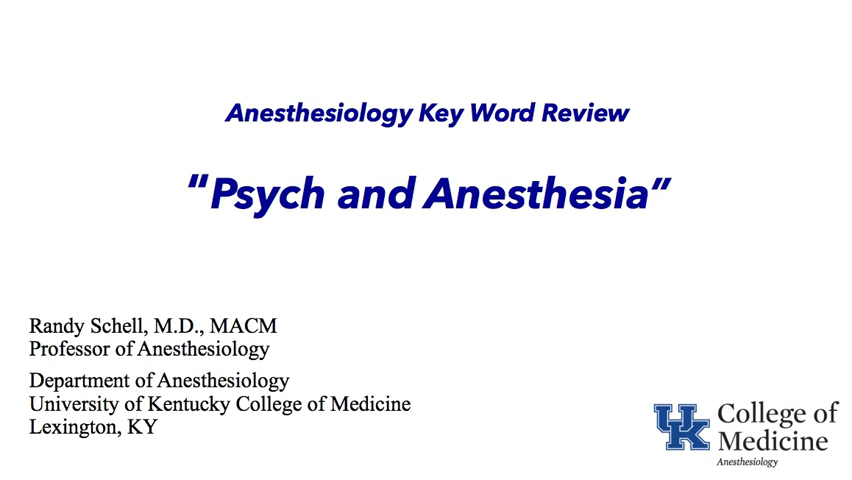 Anesthesiology Key Word Review
"Psych and Anesthesia"
Randy Schell, M.D., MACM
Professor of Anesthesiology
Department of Anesthesiology
University of Kentucky College of Medicine
Lexington, KY
UK
College of
Medicine
Anesthesiology